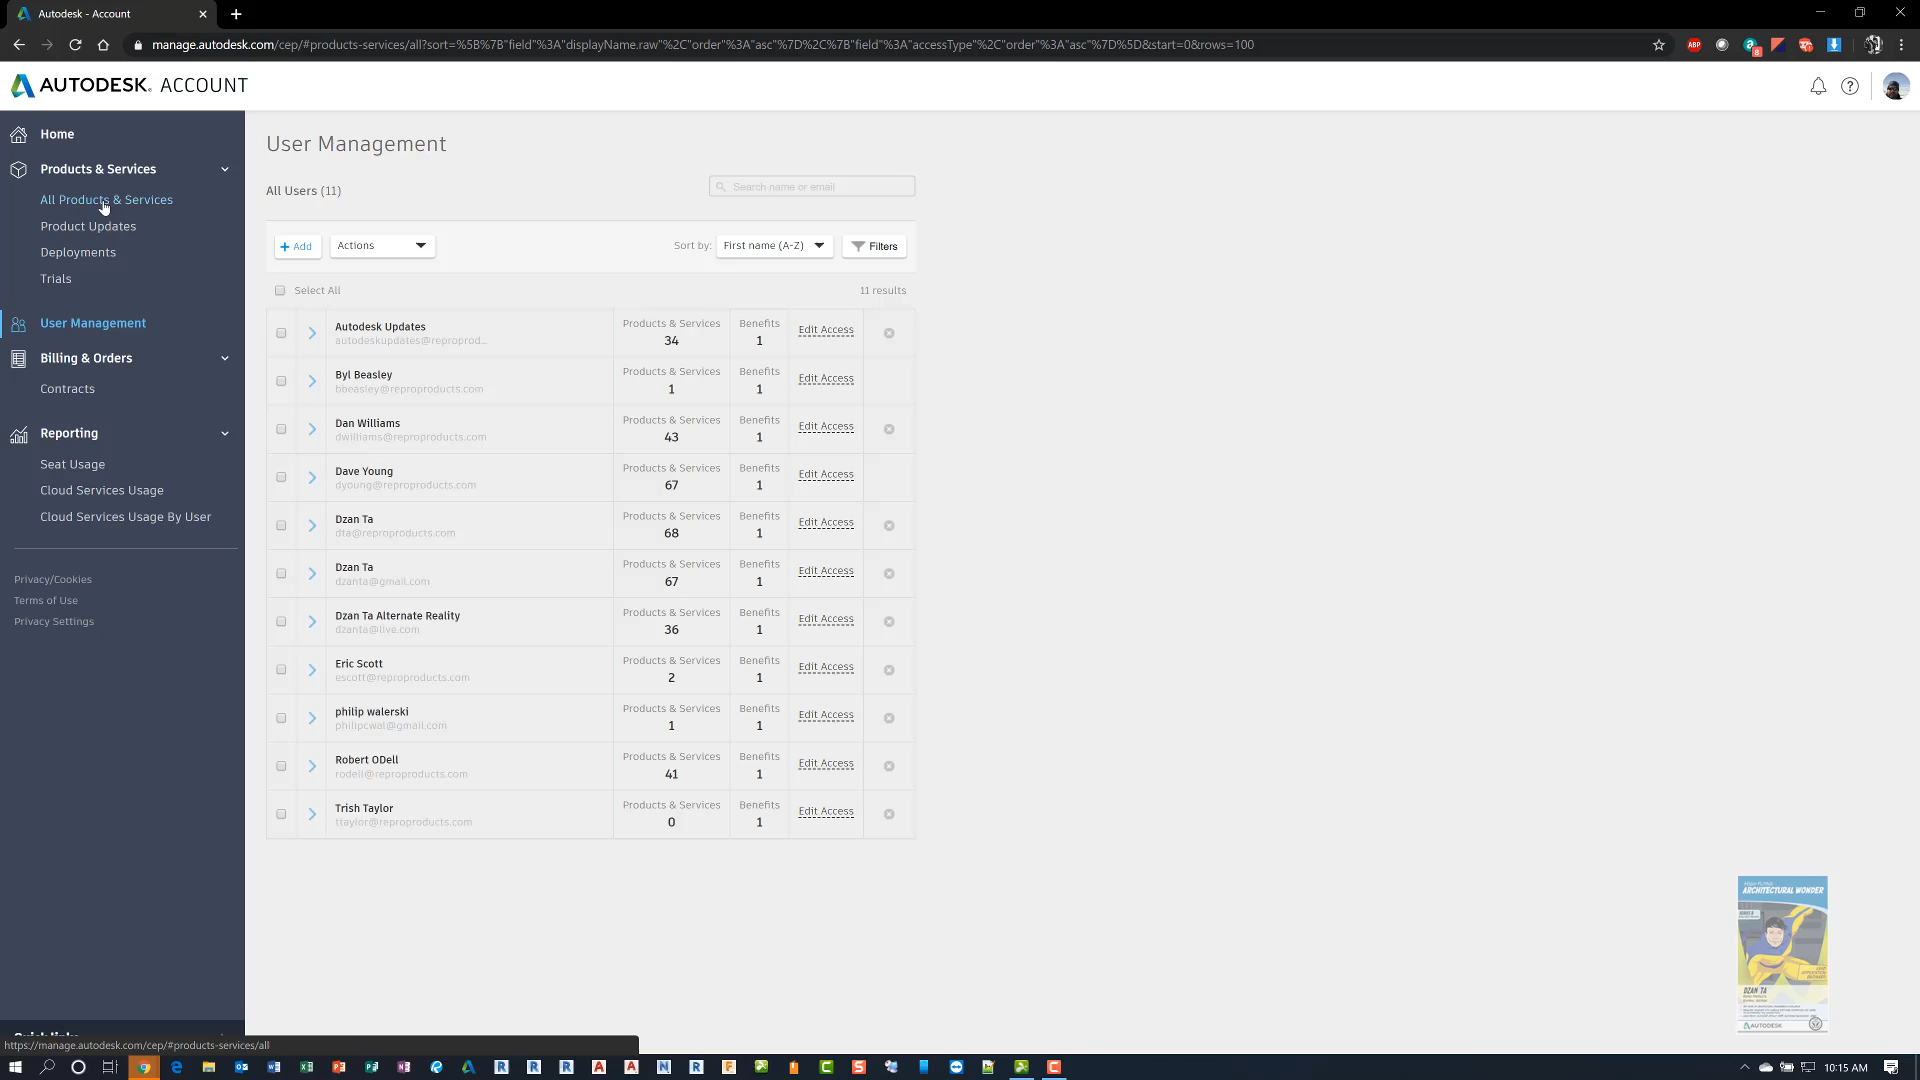 Autodesk - Account
manage.autodesk.com/cep/#products-services/all?sort=%5B%7B"field"%3A"displayName.raw"%2C"order"%3A"asc"%7D%2C%7B"field"%3A"accessType"%2C"order"%3A"asc"%7D%5D&start=0&rows=100
ABP
8
AUTODESK. ACCOUNT
Home
Products & Services
All Products & Services
Product Updates
Deployments
Trials
User Management
Billing & Orders
Contracts
Reporting
Seat Usage
Cloud Services Usage
Cloud Services Usage By User
Privacy/Cookies
Terms of Use
Privacy Settings
User Management
All Users (11)
Search name or email
+ Add
Actions
Sort by: First name (A-Z)
Filters
Select All
11 results
Autodesk Updates
autodeskupdates@reproprod...
Products & Services
34
Benefits
1
Edit Access
Byl Beasley
bbeasley@reproproducts.com
Products & Services
1
Benefits
1
Edit Access
Dan Williams
dwilliams@reproproducts.com
Products & Services
43
Benefits
1
Edit Access
Dave Young
dyoung@reproproducts.com
Products & Services
67
Benefits
1
Edit Access
Dzan Ta
dta@reproproducts.com
Products & Services
68
Benefits
1
Edit Access
Dzan Ta
dzanta@gmail.com
Products & Services
67
Benefits
1
Edit Access
Dzan Ta Alternate Reality
dzanta@live.com
Products & Services
36
Benefits
1
Edit Access
Eric Scott
escott@reproproducts.com
Products & Services
2
Benefits
1
Edit Access
philip walerski
philipcwal@gmail.com
Products & Services
1
Benefits
1
Edit Access
Robert ODell
rodell@reproproducts.com
Products & Services
41
Benefits
1
Edit Access
Trish Taylor
ttaylor@reproproducts.com
Products & Services
0
Benefits
1
Edit Access
ARCHITECTURAL WONDER
DZAN TA
AUTODESK
https://manage.autodesk.com/cep/#products-services/all
10:15 AM